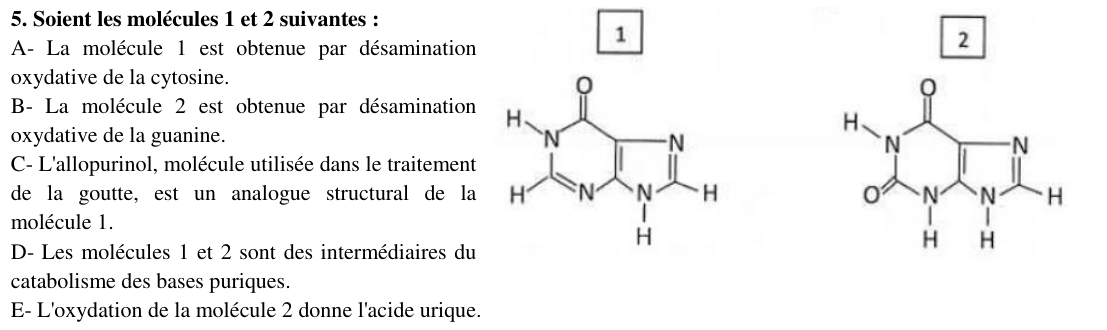 5. Soient les molécules 1 et 2 suivantes :
A- La molécule 1 est obtenue par désamination
oxydative de la cytosine.
B- La molécule 2 est obtenue par désamination
oxydative de la guanine.
C- L'allopurinol, molécule utilisée dans le traitement
de la goutte, est un analogue structural de la
molécule 1.
D- Les molécules 1 et 2 sont des intermédiaires du
catabolisme des bases puriques.
E- L'oxydation de la molécule 2 donne l'acide urique.
1
O
H
N
N
H
N
N
H
H
2
O
H
N
N
O
N
N
H
H
H